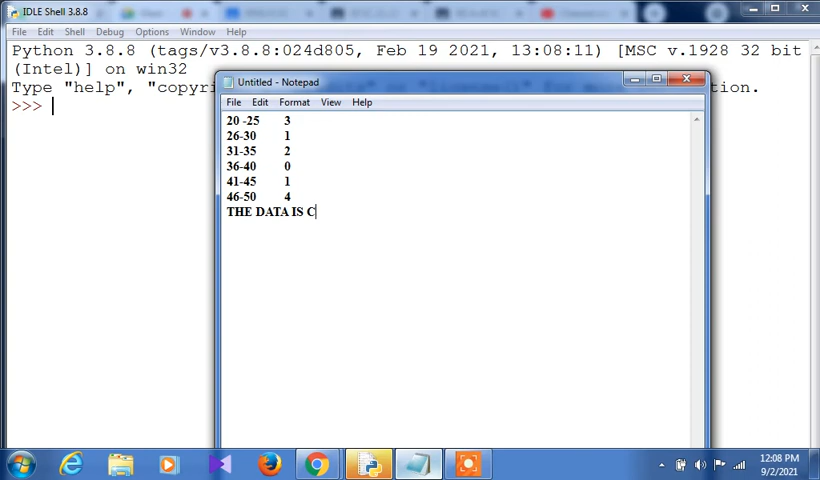 IDLE Shell 3.8.8
File Edit Shell Debug Options Window Help
Python 3.8.8 (tags/v3.8.8:024d805, Feb 19 2021, 13:08:11) [MSC v.1928 32 bit
(Intel)] on win32
Type "help", "copyri
tion.
>>>
Untitled - Notepad
File Edit Format View Help
20 -25 3
26-30 1
31-35 2
36-40 0
41-45 1
46-50 4
THE DATA IS C
12:08 PM
9/2/2021